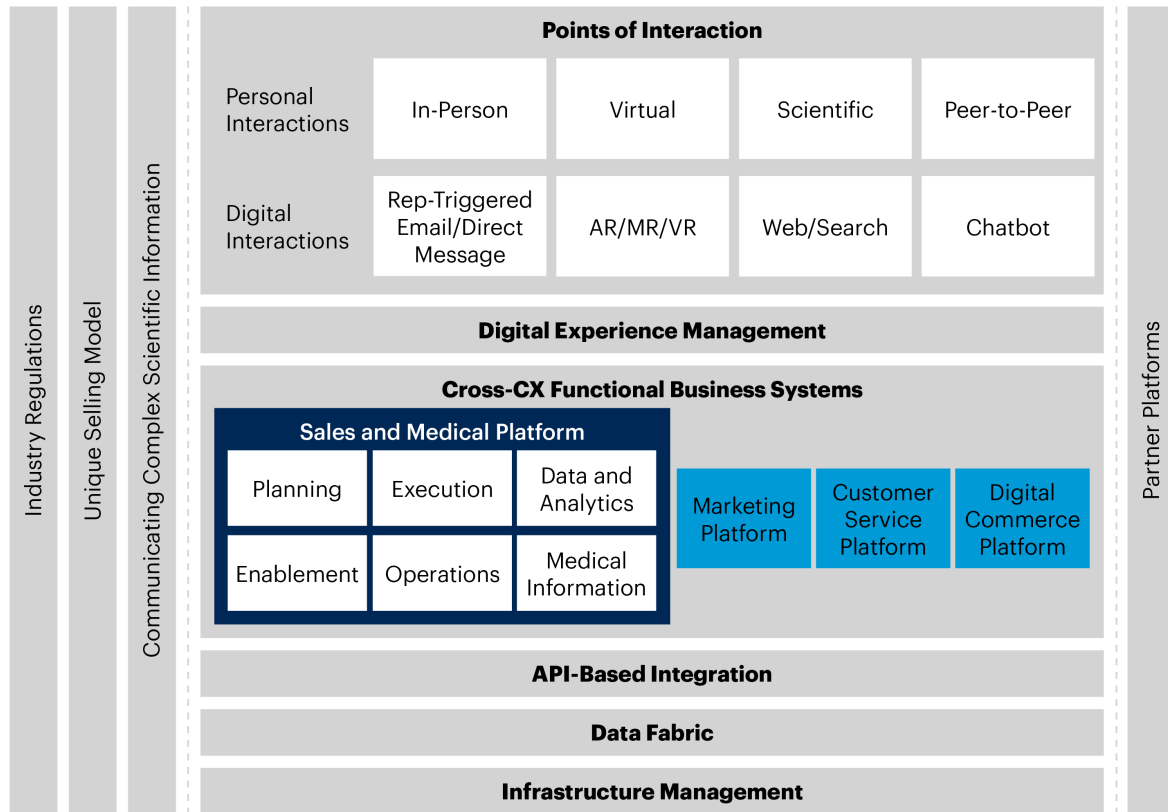 Industry Regulations
Unique Selling Model
Communicating Complex Scientific Information
Points of Interaction
Personal
Interactions
In-Person
Virtual
Scientific
Peer-to-Peer
Digital
Interactions
Rep-Triggered
Email/Direct
Message
AR/MR/VR
Web/Search
Chatbot
Digital Experience Management
Cross-CX Functional Business Systems
Sales and Medical Platform
Planning
Execution
Data and
Analytics
Enablement
Operations
Medical
Information
Marketing
Platform
Customer
Service
Platform
Digital
Commerce
Platform
API-Based Integration
Data Fabric
Infrastructure Management
Partner Platforms